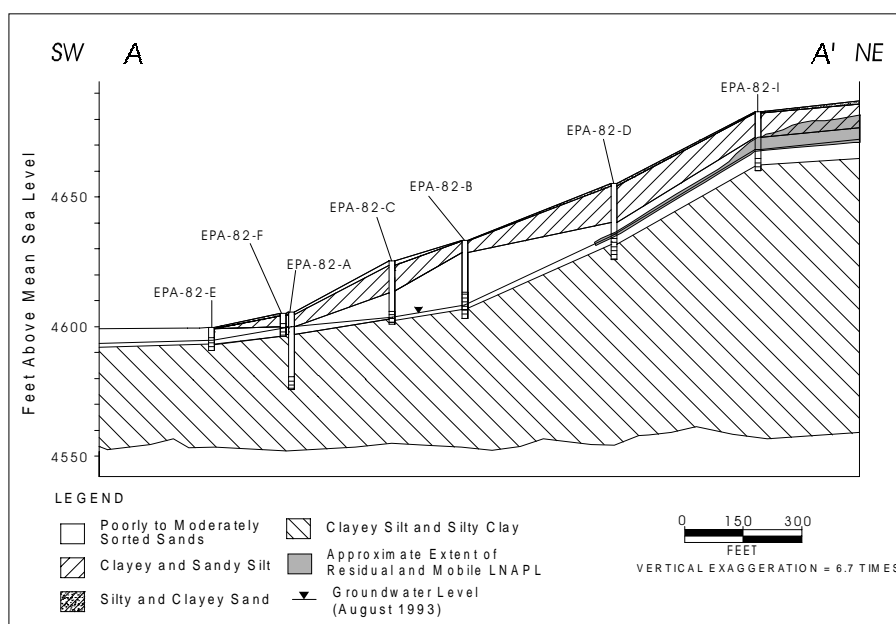 SW A A' NE
EPA-82-I
EPA-82-D
EPA-82-B
EPA-82-C
EPA-82-F
EPA-82-A
EPA-82-E
Feet Above Mean Sea Level
4650
4600
4550
LEGEND
Poorly to Moderately
Sorted Sands
Clayey and Sandy Silt
Silty and Clayey Sand
Clayey Silt and Silty Clay
Approximate Extent of
Residual and Mobile LNAPL
Groundwater Level
(August 1993)
0 150 300
FEET
VERTICAL EXAGGERATION = 6.7 TIMES